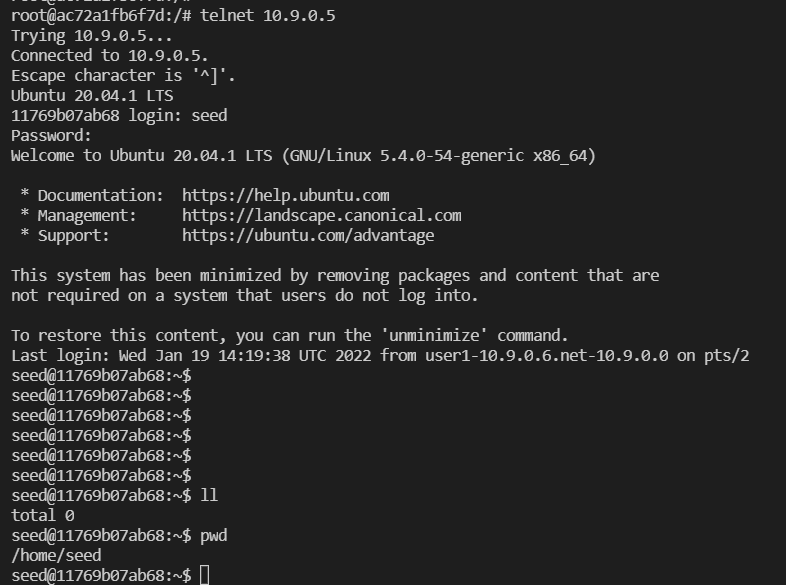 root@ac72a1fb6f7d:/# telnet 10.9.0.5
Trying 10.9.0.5...
Connected to 10.9.0.5.
Escape character is '^]'.
Ubuntu 20.04.1 LTS
11769b07ab68 login: seed
Password:
Welcome to Ubuntu 20.04.1 LTS (GNU/Linux 5.4.0-54-generic x86_64)

 * Documentation:  https://help.ubuntu.com
 * Management:     https://landscape.canonical.com
 * Support:        https://ubuntu.com/advantage

This system has been minimized by removing packages and content that are
not required on a system that users do not log into.

To restore this content, you can run the 'unminimize' command.
Last login: Wed Jan 19 14:19:38 UTC 2022 from user1-10.9.0.6.net-10.9.0.0 on pts/2
seed@11769b07ab68:~$
seed@11769b07ab68:~$
seed@11769b07ab68:~$
seed@11769b07ab68:~$
seed@11769b07ab68:~$
seed@11769b07ab68:~$
seed@11769b07ab68:~$ ll
total 0
seed@11769b07ab68:~$ pwd
/home/seed
seed@11769b07ab68:~$